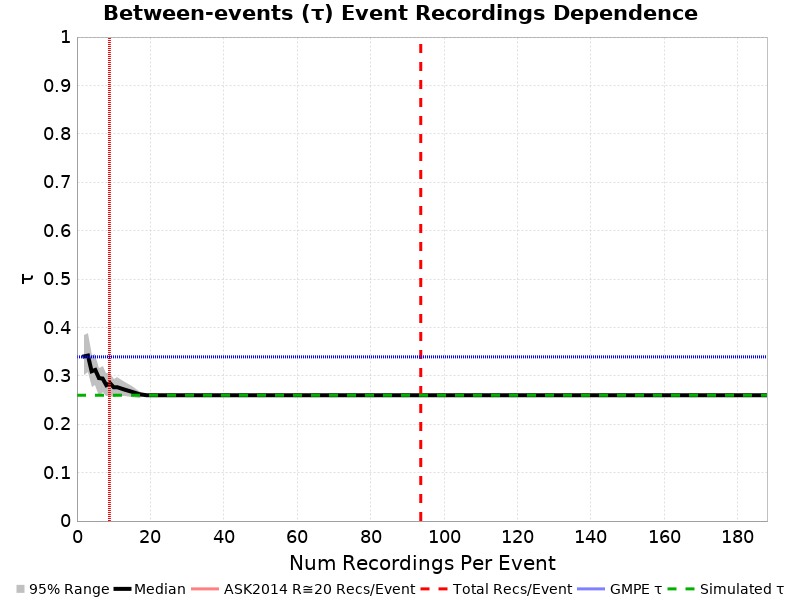 Between-events (τ) Event Recordings Dependence
1
0.9
0.8
0.7
0.6
0.5
0.4
0.3
0.2
0.1
0
τ
0 20 40 60 80 100 120 140 160 180
Num Recordings Per Event
95% Range Median ASK2014 R≅20 Recs/Event Total Recs/Event GMPE τ Simulated τ